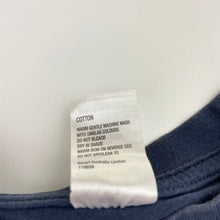 COTTON
WARM GENTLE MACHINE WASH
WITH SIMILAR COLOURS
DO NOT BLEACH
DRY IN SHADE
WARM IRON ON REVERSE SIDE
DO NOT DRYCLEAN
Kmart Australia Limited